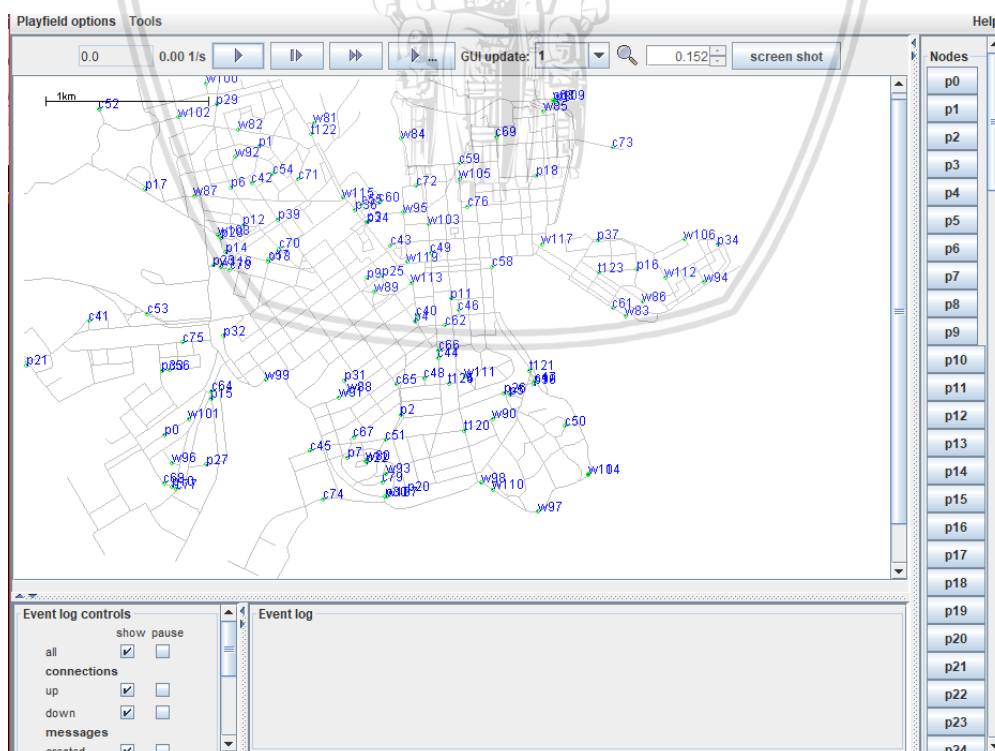 Playfield options Tools Help
0.0 0.00 1/s ... GUI update: 1 0.152 screen shot
Nodes
p0
p1
p2
p3
p4
p5
p6
p7
p8
p9
p10
p11
p12
p13
p14
p15
p16
p17
p18
p19
p20
p21
p22
p23
p24
1km
w100
c52
p29
w102
w82
w81
t122
p1
w92
w84
w85
c69
c73
c59
w105
p18
p17
w87
p6
c42
c54
c71
c72
w115
c60
w95
c76
w103
p12
p39
p14
c70
c43
c49
w119
c58
w117
p37
w106
p34
t123
p16
w112
w94
p9
p25
w89
w113
p11
c46
w86
c61
w83
c41
c53
c40
p4
c62
c75
p32
c66
c44
p21
w99
p31
w88
w91
c65
c48
w111
t121
c64
p15
w101
p2
w90
t120
c50
p0
c67
c51
c45
p7
w96
p27
w93
c79
p20
w98
w110
c74
w97
Event log controls
show pause
all
connections
up
down
messages
created
Event log